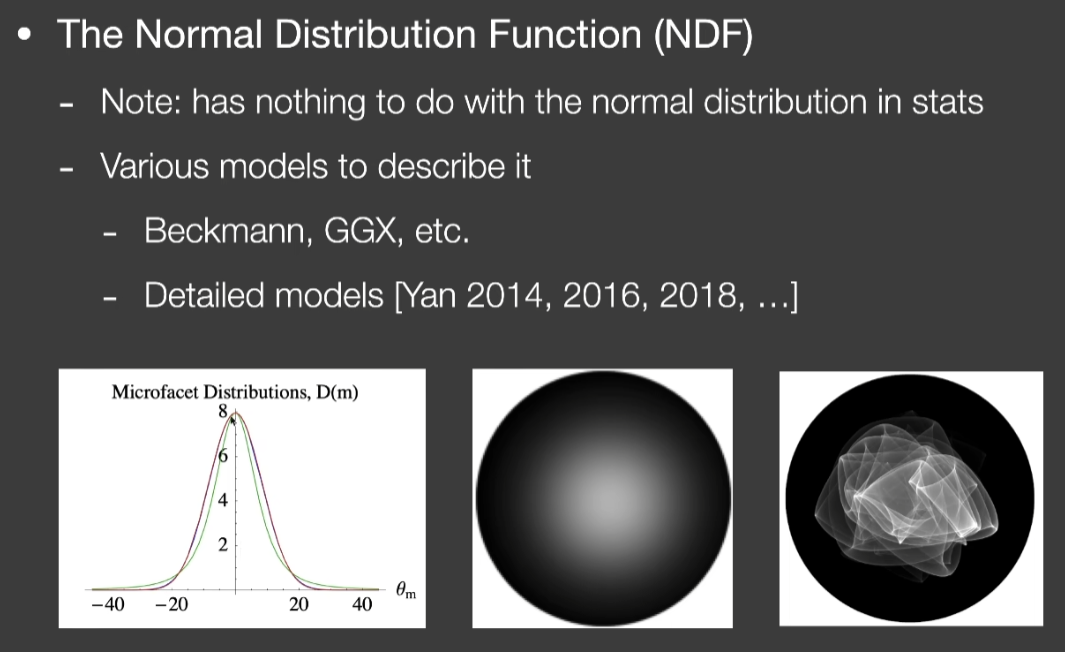 • The Normal Distribution Function (NDF)
- Note: has nothing to do with the normal distribution in stats
- Various models to describe it
- Beckmann, GGX, etc.
- Detailed models [Yan 2014, 2016, 2018, …]
Microfacet Distributions, D(m)
8
6
4
2
θm
−40 −20 20 40